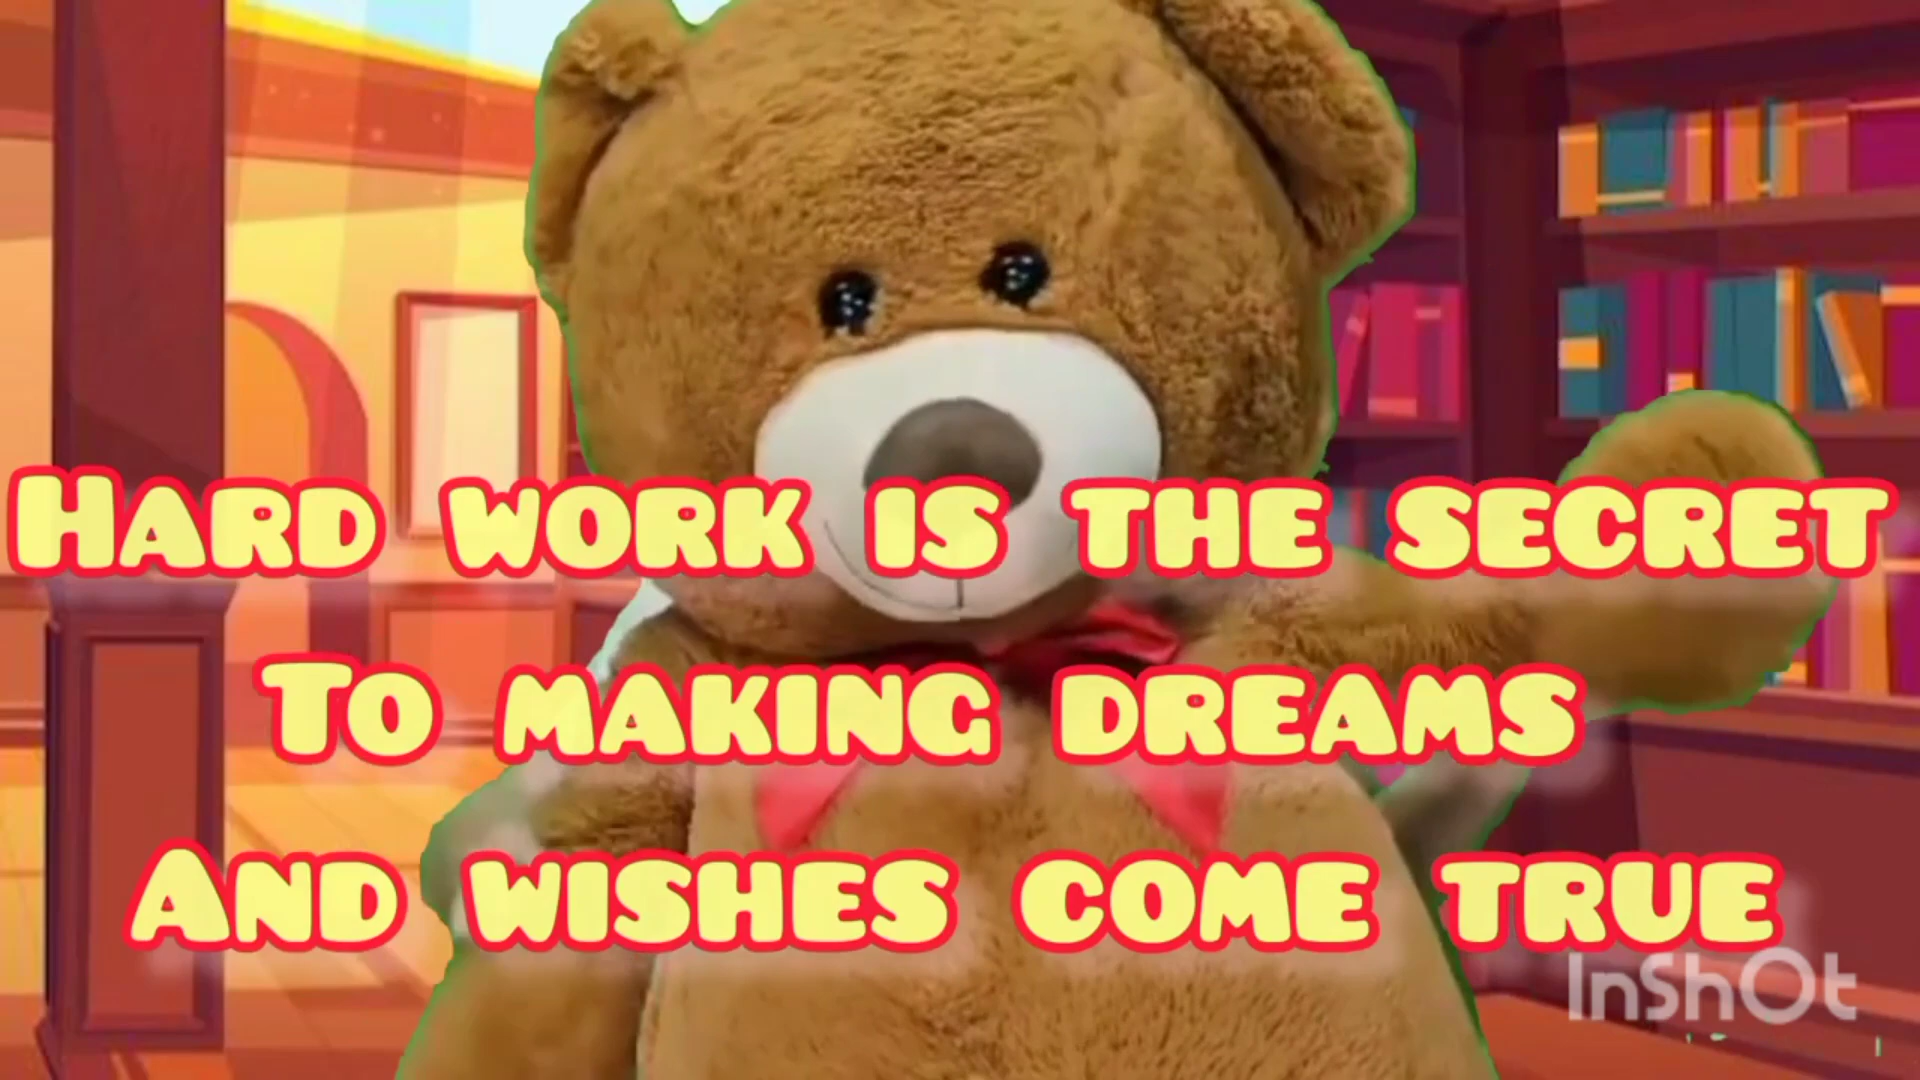 Hard work is the secret
To making dreams
And wishes come true
InShOt